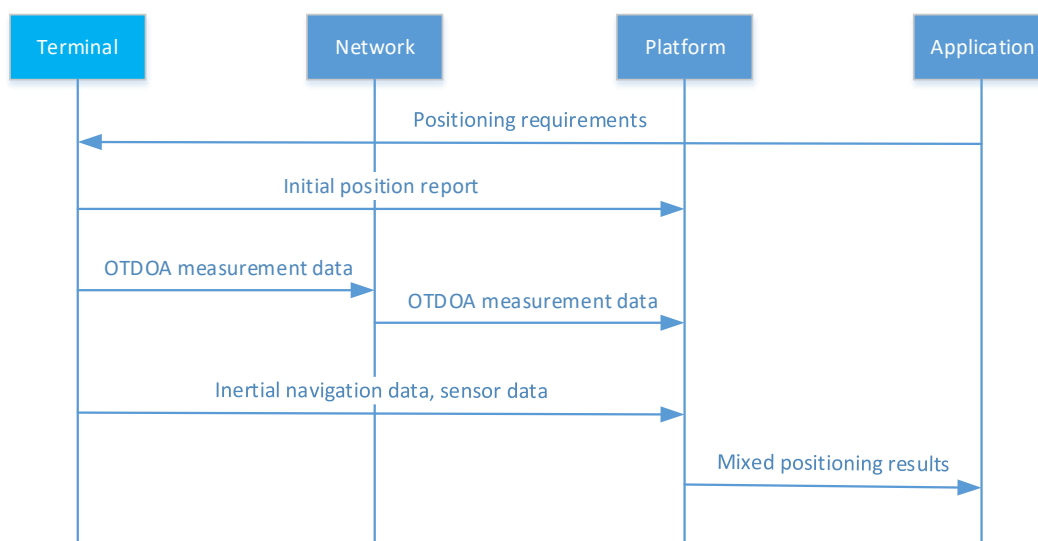 Terminal
Network
Platform
Application
Positioning requirements
Initial position report
OTDOA measurement data
OTDOA measurement data
Inertial navigation data, sensor data
Mixed positioning results